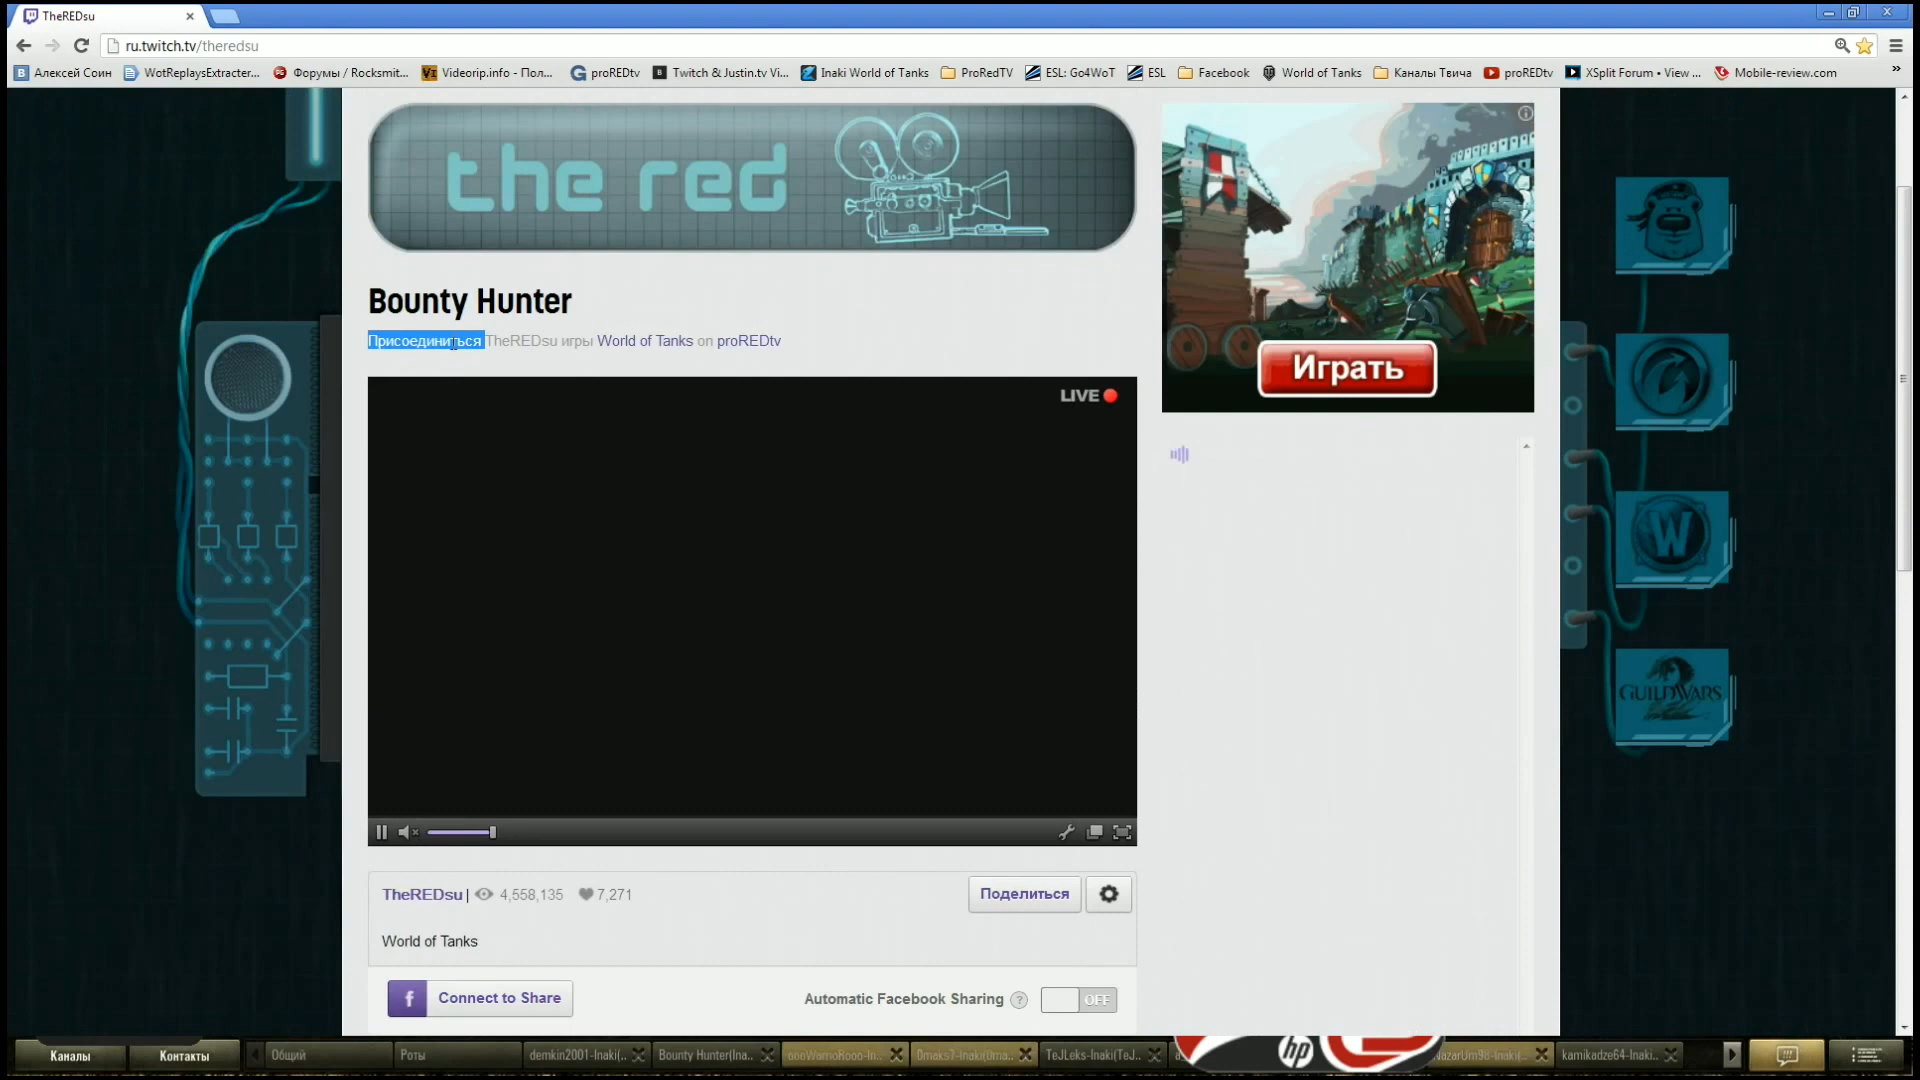 TheREDsu
ru.twitch.tv/theredsu
Алексей Соин
WotReplaysExtracter...
Форумы / Rocksmit...
Videorip.info - Пол...
proREDtv
Twitch & Justin.tv Vi...
Inaki World of Tanks
ProRedTV
ESL: Go4WoT
ESL
Facebook
World of Tanks
Каналы Твича
proREDtv
XSplit Forum • View ...
Mobile-review.com
the red
Bounty Hunter
Присоединиться TheREDsu игры World of Tanks on proREDtv
Играть
LIVE
W
GUILDWARS
2
TheREDsu | 4,558,135 7,271
Поделиться
World of Tanks
f Connect to Share
Automatic Facebook Sharing ? OFF
Каналы
Контакты
Общий
Роты
demkin2001-Inaki(..
Bounty Hunter(Ina..
TeJLeks-Inaki(TeJ..
hp
kamikadze64-Inaki..